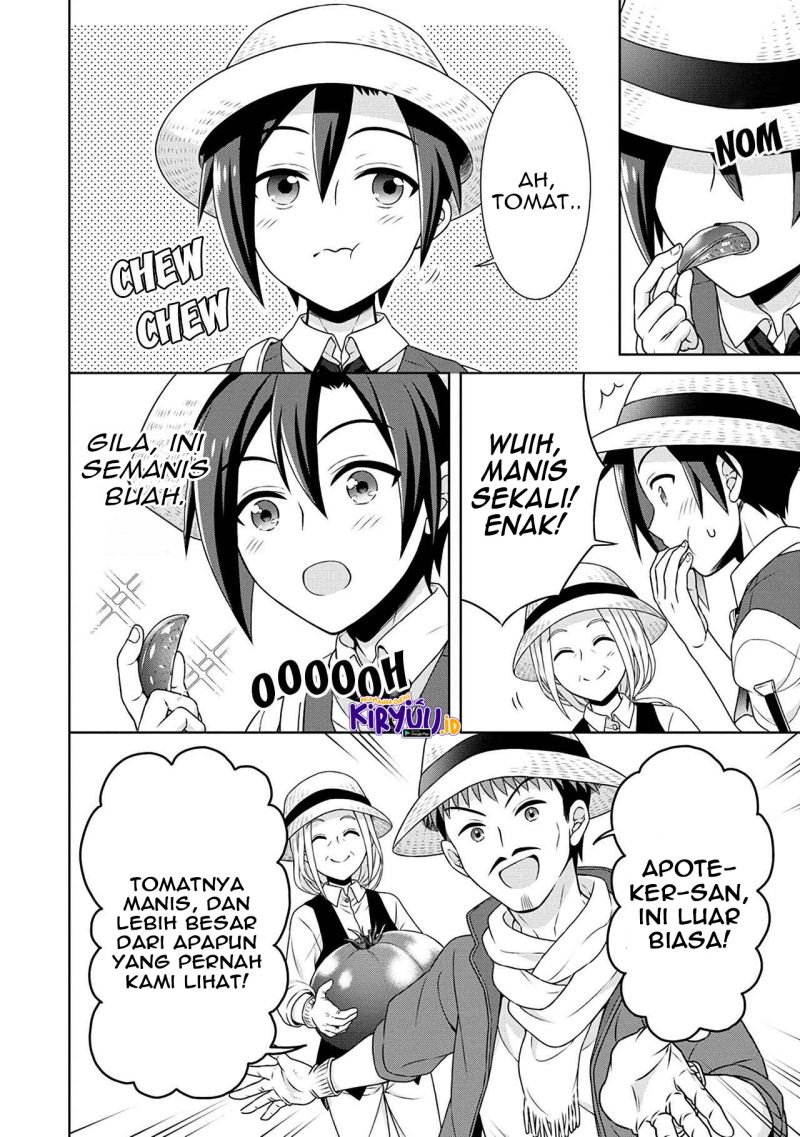 NOM
AH,
TOMAT..
CHEW
CHEW
WUIH,
MANIS
SEKALI!
ENAK!
GILA, INI
SEMANIS
BUAH.
OOOOOH
KIRYUU.ID
APOTE-
KER-SAN,
INI LUAR
BIASA!
TOMATNYA
MANIS, DAN
LEBIH BESAR
DARI APAPUN
YANG PERNAH
KAMI LIHAT!